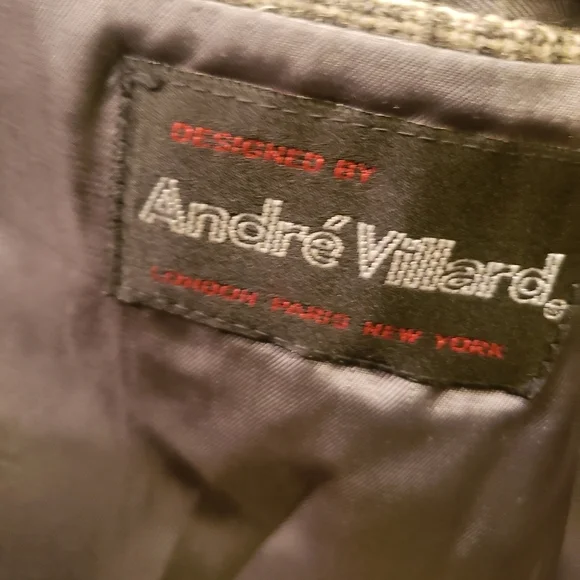 DESIGNED BY
André Villard®
LONDON PARIS NEW YORK